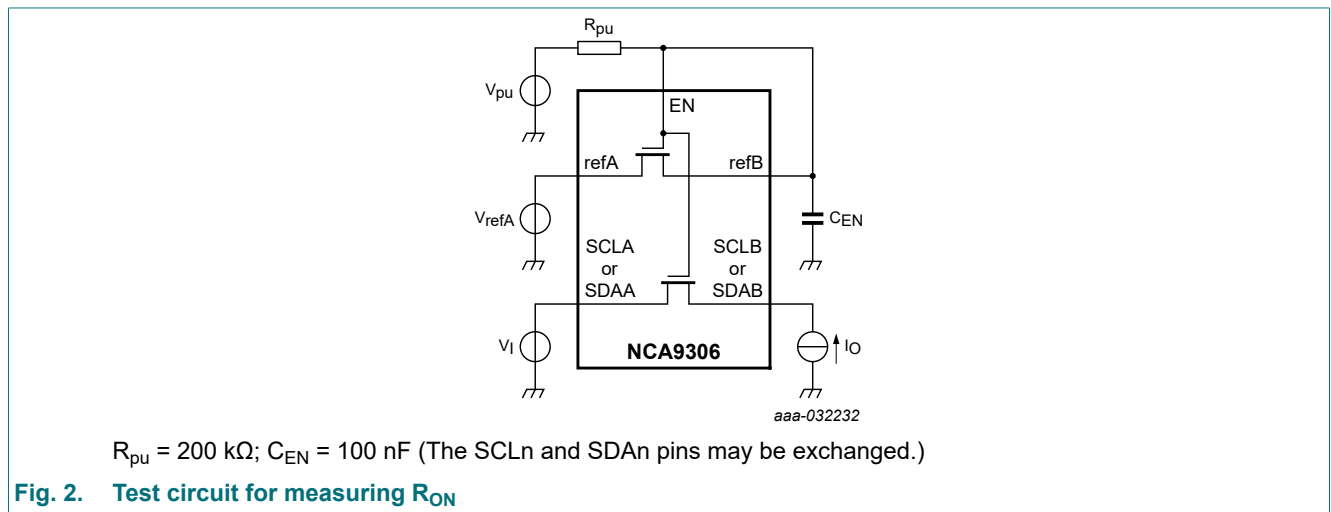 Rpu
Vpu
EN
refA
refB
VrefA
CEN
SCLA
or
SDAA
SCLB
or
SDAB
VI
NCA9306
IO
aaa-032232
Rpu = 200 kΩ; CEN = 100 nF (The SCLn and SDAn pins may be exchanged.)
Fig. 2. Test circuit for measuring RON